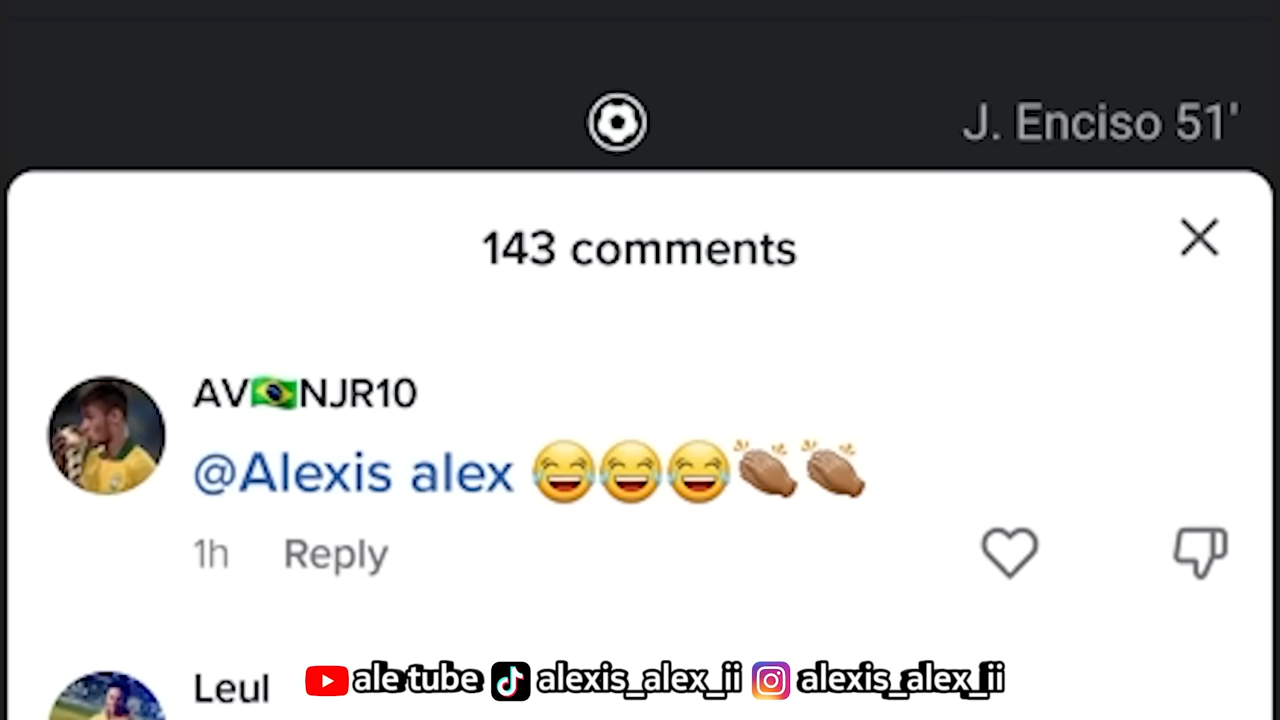 J. Enciso 51'
143 comments
AV🇧🇷NJR10
@Alexis alex 😂😂😂👏🏽👏🏽
1h Reply
Leul
ale tube alexis_alex_ii alexis_alex_ii